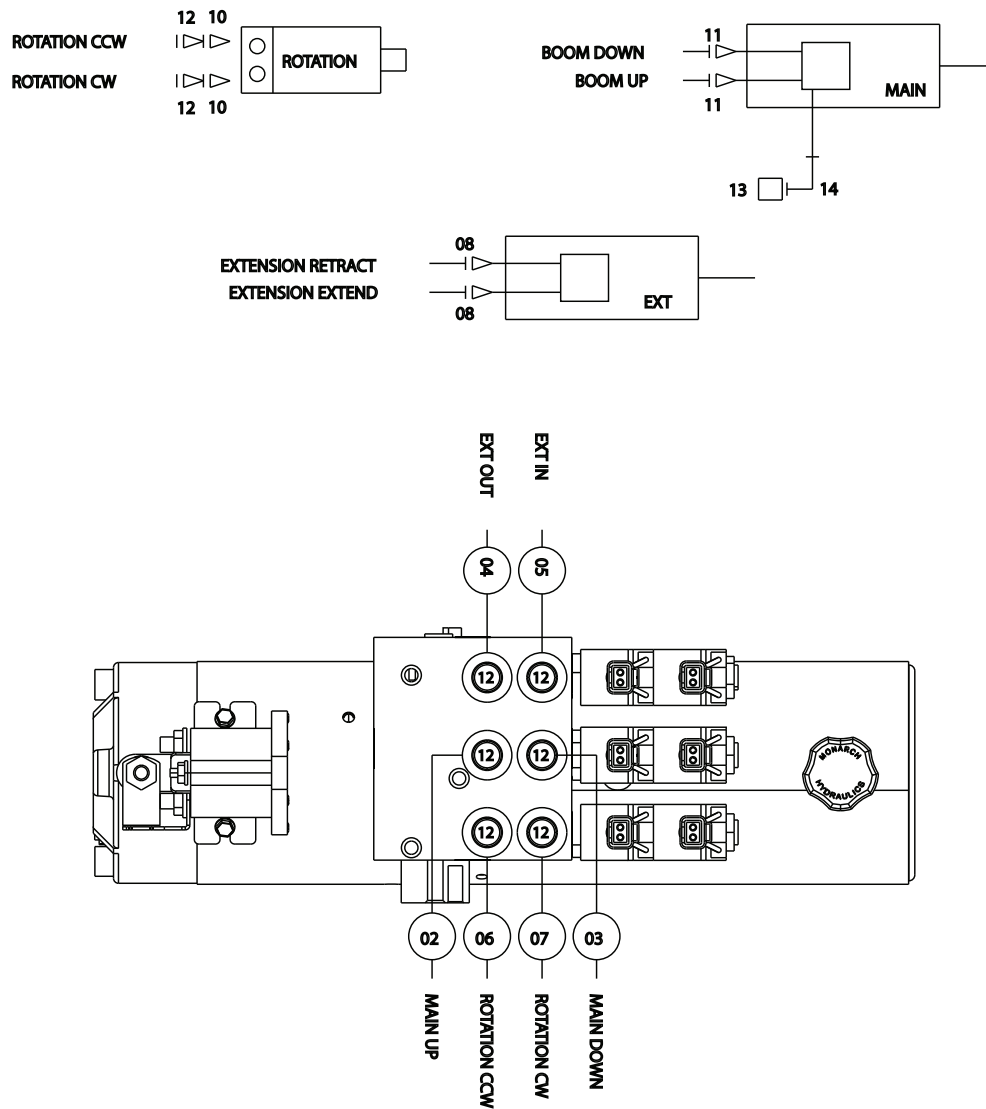 12 10
ROTATION CCW
ROTATION
ROTATION CW
12 10
11
BOOM DOWN
BOOM UP
11
MAIN
13
14
08
EXTENSION RETRACT
EXTENSION EXTEND
08
EXT
EXT OUT
EXT IN
04
05
12
12
12
12
12
12
MONARCH
HYDRAULICS
02
06
07
03
MAIN UP
ROTATION CCW
ROTATION CW
MAIN DOWN